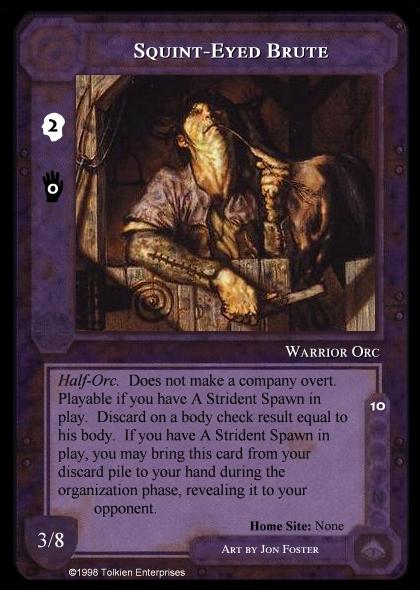 SQUINT-EYED BRUTE
2
0
WARRIOR ORC
Half-Orc. Does not make a company overt.
Playable if you have A Strident Spawn in
play. Discard on a body check result equal to
his body. If you have A Strident Spawn in
play, you may bring this card from your
discard pile to your hand during the
organization phase, revealing it to your
opponent.
10
Home Site: None
3/8
ART BY JON FOSTER
©1998 Tolkien Enterprises